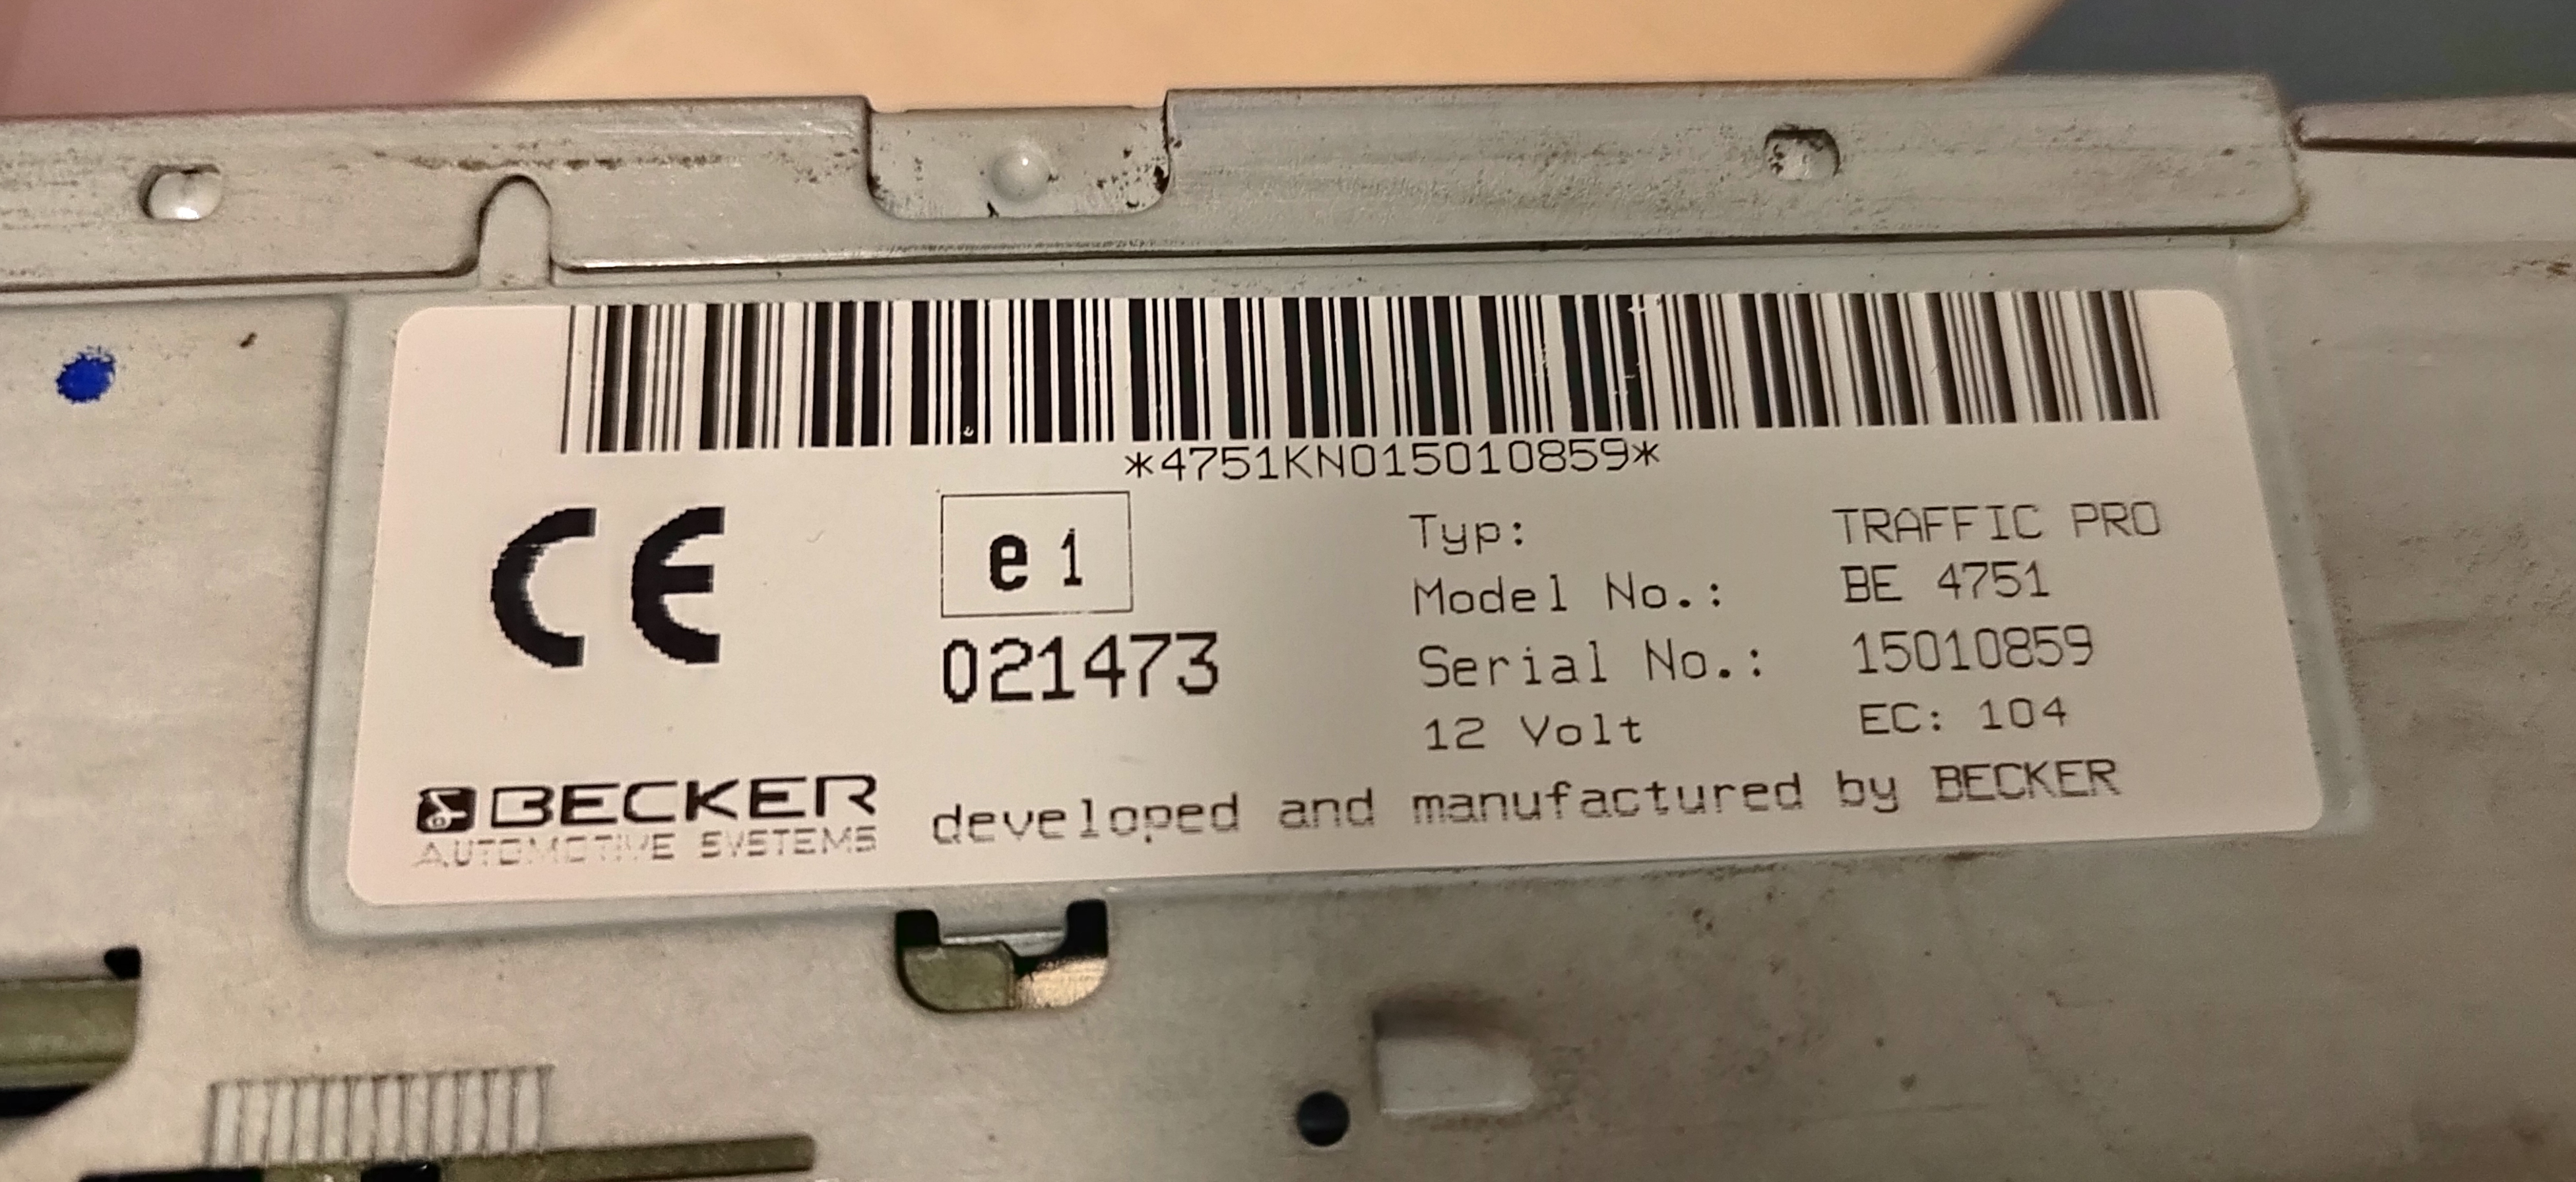 *4751KN015010859*
CE
e1
021473
Typ: TRAFFIC PRO
Model No.: BE 4751
Serial No.: 15010859
12 Volt EC: 104
BECKER
AUTOMOTIVE SYSTEMS
developed and manufactured by BECKER